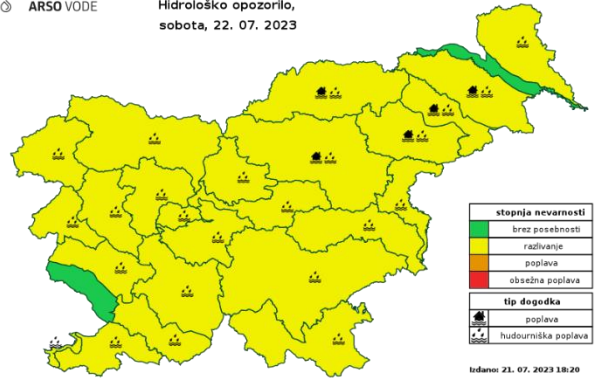 ARSO VODE
Hidrološko opozorilo,
sobota, 22. 07. 2023
stopnja nevarnosti
brez posebnosti
razlivanje
poplava
obsežna poplava
tip dogodka
poplava
hudourniška poplava
Izdano: 21. 07. 2023 18:20